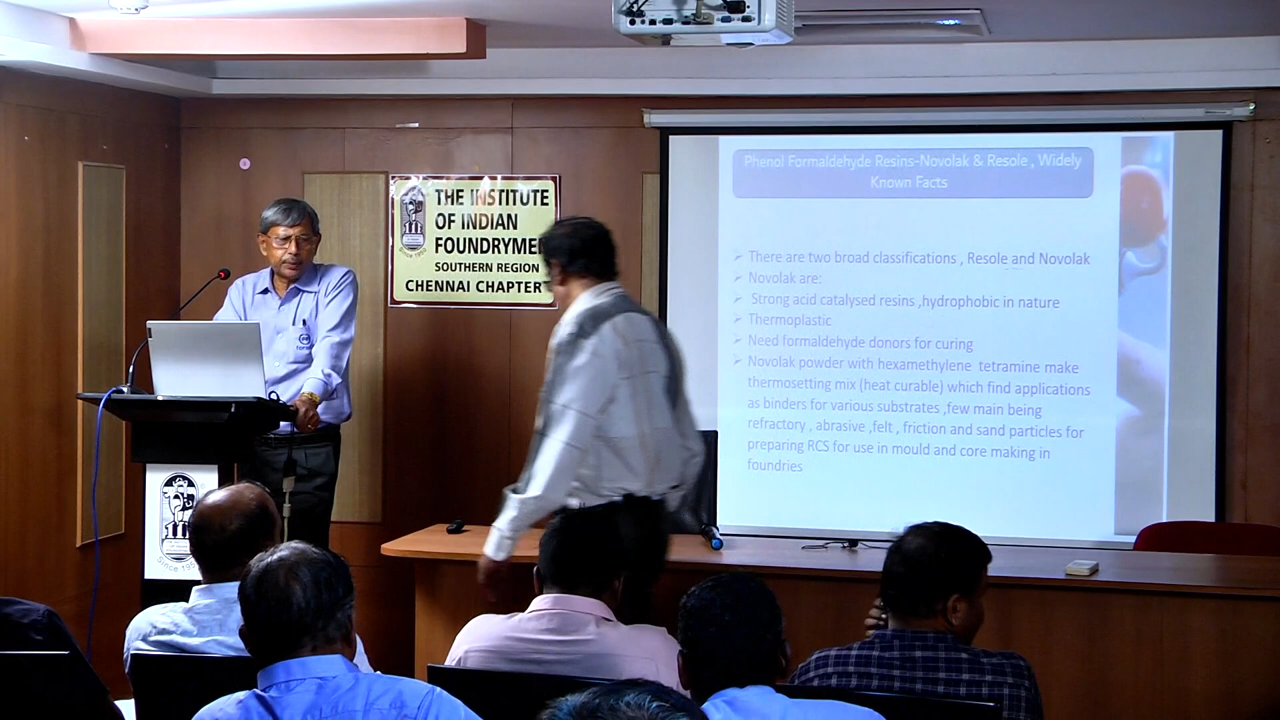 THE INSTITUTE
OF INDIAN
FOUNDRYME
SOUTHERN REGION
CHENNAI CHAPTER
Since 1950
Phenol Formaldehyde Resins-Novolak & Resole , Widely
Known Facts
There are two broad classifications , Resole and Novolak
Novolak are:
Strong acid catalysed resins ,hydrophobic in nature
Thermoplastic
Need formaldehyde donors for curing
Novolak powder with hexamethylene tetramine make
thermosetting mix (heat curable) which find applications
as binders for various substrates ,few main being
refractory , abrasive ,felt , friction and sand particles for
preparing RCS for use in mould and core making in
foundries
Since 195